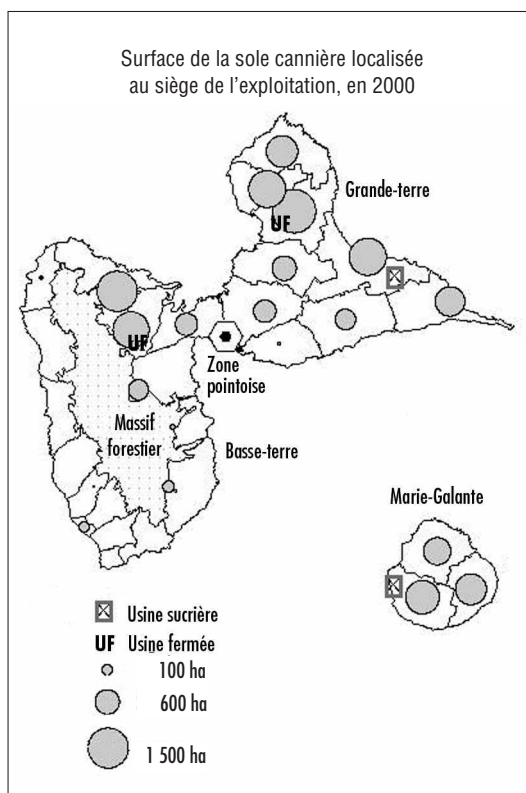 Surface de la sole cannière localisée
au siège de l’exploitation, en 2000
Grande-terre
UF
UF
Zone
pointoise
Massif
forestier
Basse-terre
Marie-Galante
Usine sucrière
UF Usine fermée
100 ha
600 ha
1 500 ha